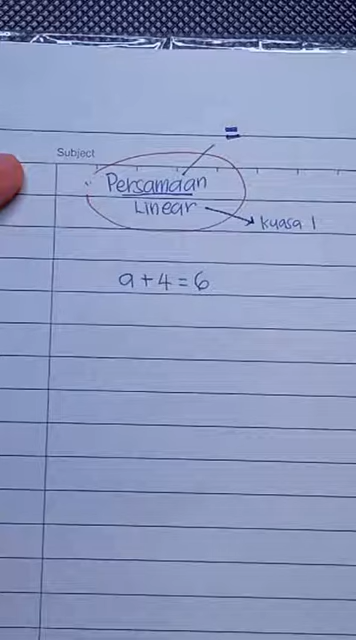 =
Subject
Persamaan
Linear
kuasa 1
a+4=6